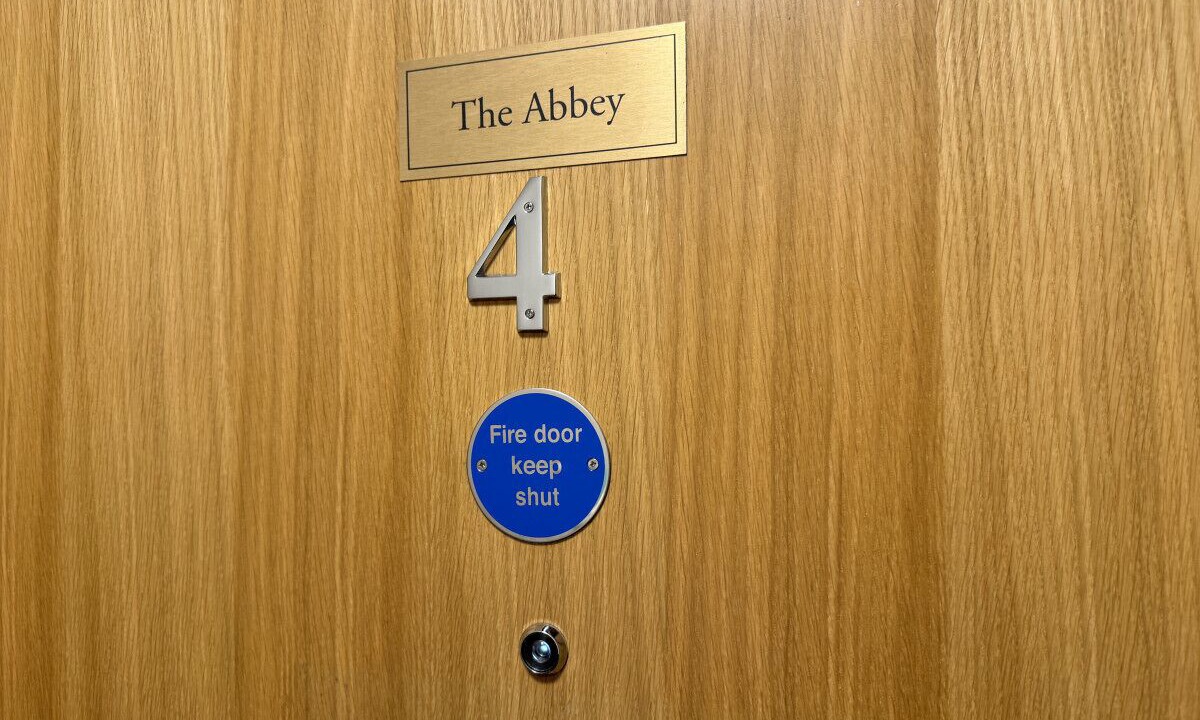 The Abbey
4
Fire door
keep
shut